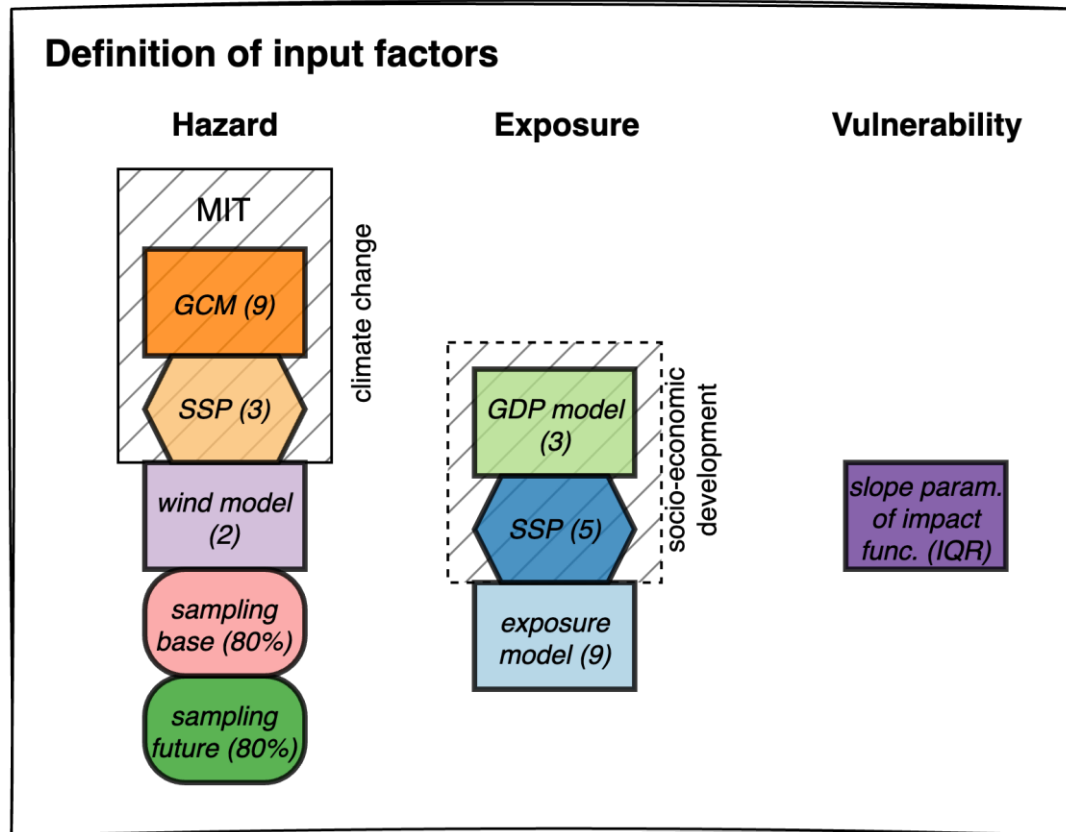 Definition of input factors
Hazard
Exposure
Vulnerability
MIT
GCM (9)
SSP (3)
climate change
wind model
(2)
sampling
base (80%)
sampling
future (80%)
GDP model
(3)
SSP (5)
socio-economic
development
exposure
model (9)
slope param.
of impact
func. (IQR)